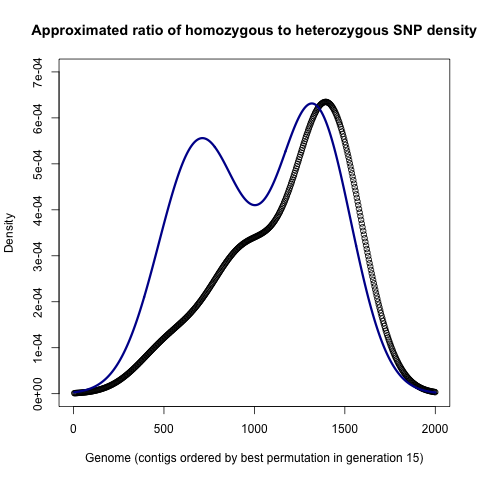 Approximated ratio of homozygous to heterozygous SNP density
7e-04
6e-04
5e-04
4e-04
3e-04
2e-04
1e-04
0e+00
Density
0 500 1000 1500 2000
Genome (contigs ordered by best permutation in generation 15)